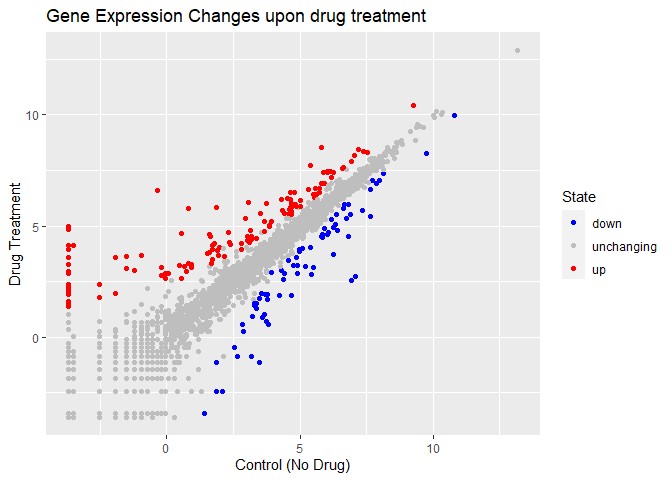 Gene Expression Changes upon drug treatment
10
5
0
Drug Treatment
0 5 10
Control (No Drug)
State
down
unchanging
up